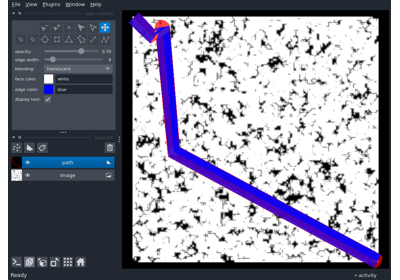 File View Plugins Window Help
opacity: 0.70
edge width: 4
blending: translucent
face color: white
edge color: blue
display text: ✓
path
Image
Ready
activity